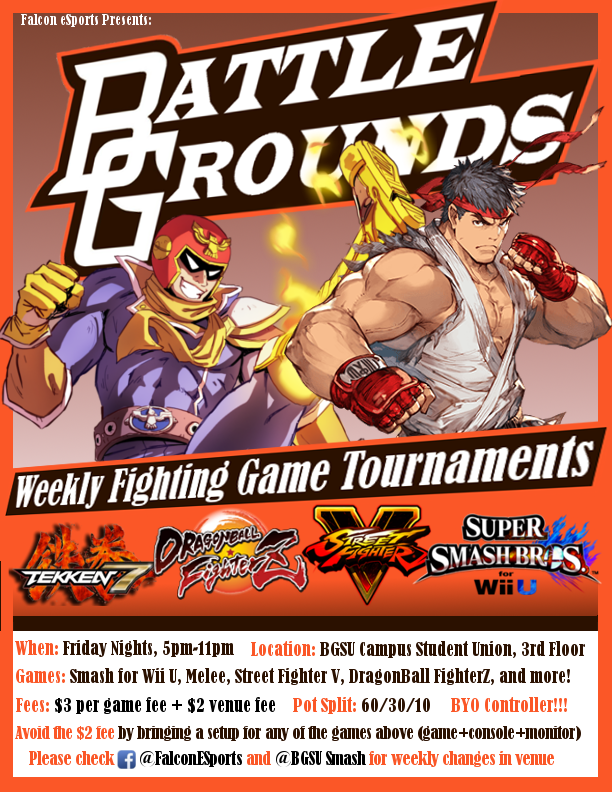 Falcon eSports Presents:
BATTLE
GROUNDS
Weekly Fighting Game Tournaments
TEKKEN 7
DRAGONBALL
FighterZ
V
STREET
FIGHTER
SUPER
SMASH BROS.
for
Wii U
When: Friday Nights, 5pm-11pm Location: BGSU Campus Student Union, 3rd Floor
Games: Smash for Wii U, Melee, Street Fighter V, DragonBall FighterZ, and more!
Fees: $3 per game fee + $2 venue fee Pot Split: 60/30/10 BYO Controller!!!
Avoid the $2 fee by bringing a setup for any of the games above (game+console+monitor)
Please check f @FalconESports and @BGSU Smash for weekly changes in venue